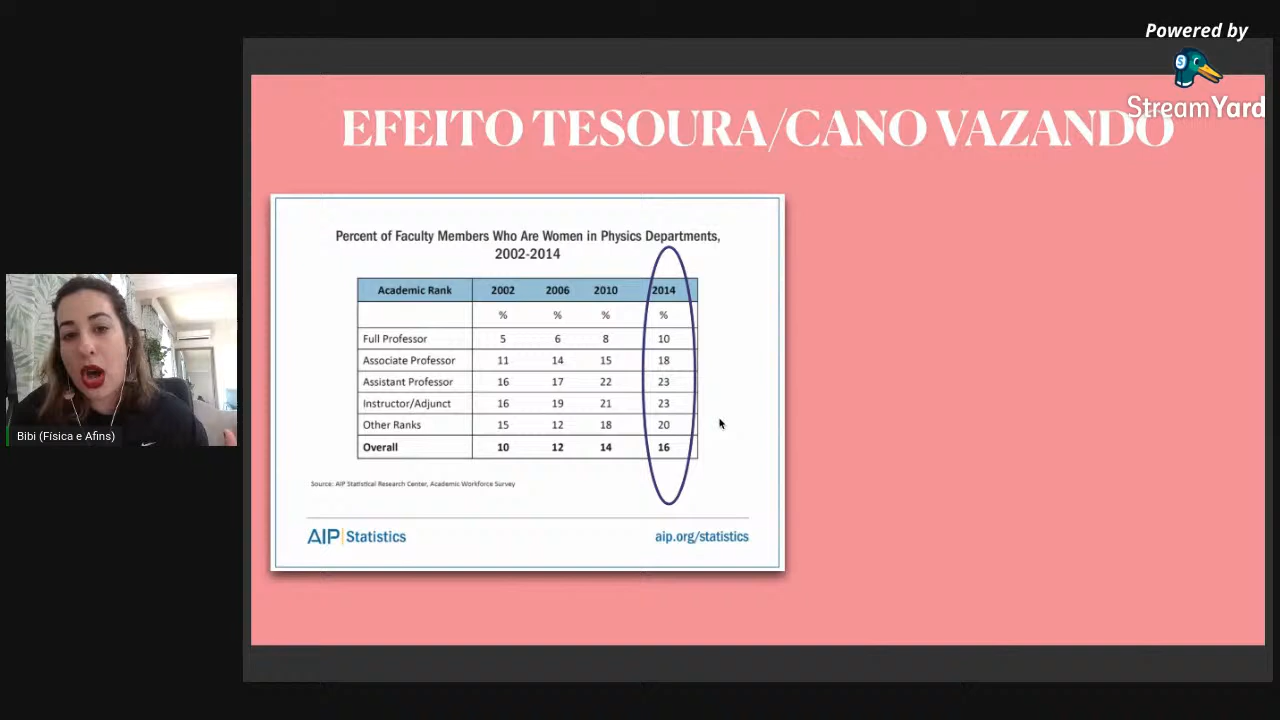 Powered by
StreamYard
EFEITO TESOURA/CANO VAZANDO
Percent of Faculty Members Who Are Women in Physics Departments,
2002-2014
Academic Rank 2002 2006 2010 2014
% % % %
Full Professor 5 6 8 10
Associate Professor 11 14 15 18
Assistant Professor 16 17 22 23
Instructor/Adjunct 16 19 21 23
Other Ranks 15 12 18 20
Overall 10 12 14 16
Source: AIP Statistical Research Center, Academic Workforce Survey
AIP Statistics
aip.org/statistics
Bibi (Física e Afins)